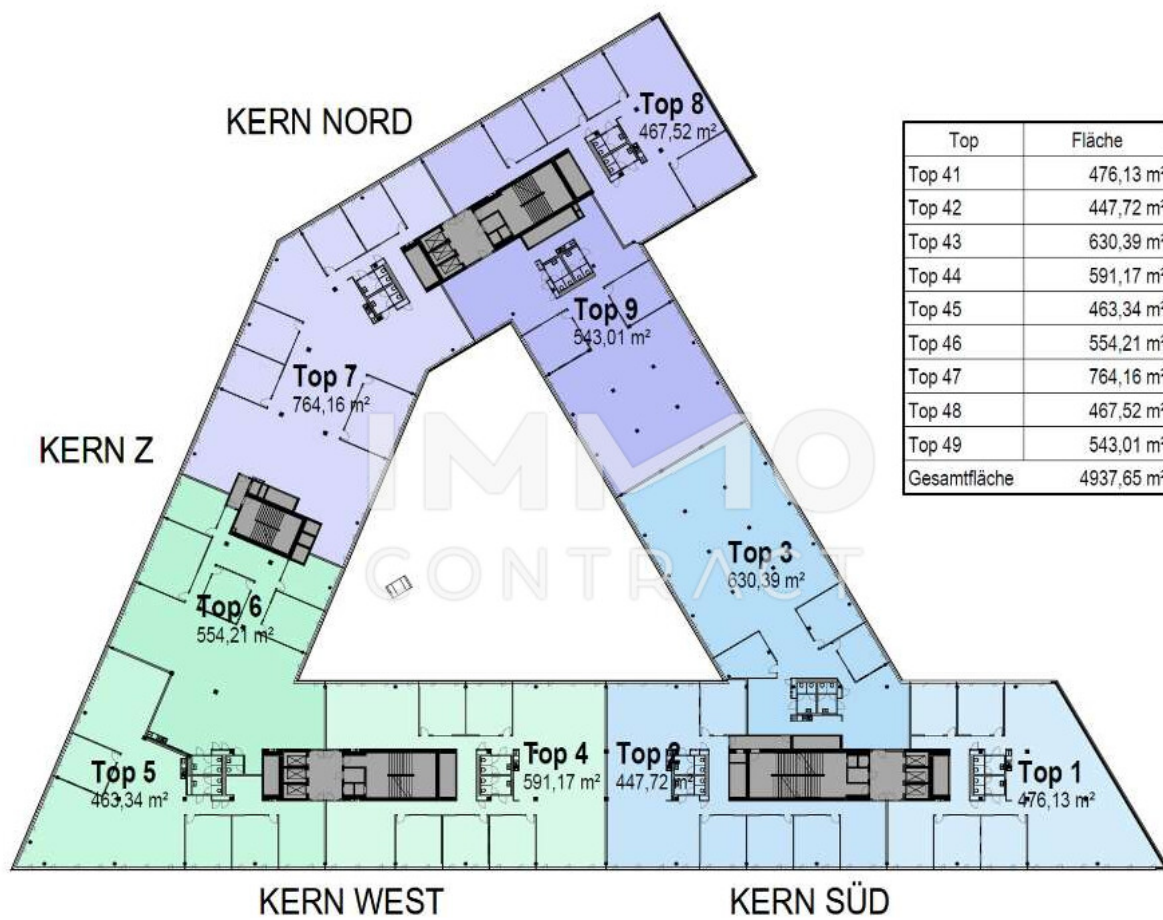 KERN NORD
Top 8
467,52 m²
Top Fläche
Top 41 476,13 m²
Top 42 447,72 m²
Top 43 630,39 m²
Top 44 591,17 m²
Top 45 463,34 m²
Top 46 554,21 m²
Top 47 764,16 m²
Top 48 467,52 m²
Top 49 543,01 m²
Gesamtfläche 4937,65 m²
Top 9
543,01 m²
Top 7
764,16 m²
KERN Z
IMMO
CONTRACT
Top 3
630,39 m²
Top 6
554,21 m²
Top 5
463,34 m²
Top 4
591,17 m²
Top 2
447,72 m²
Top 1
476,13 m²
KERN WEST
KERN SÜD